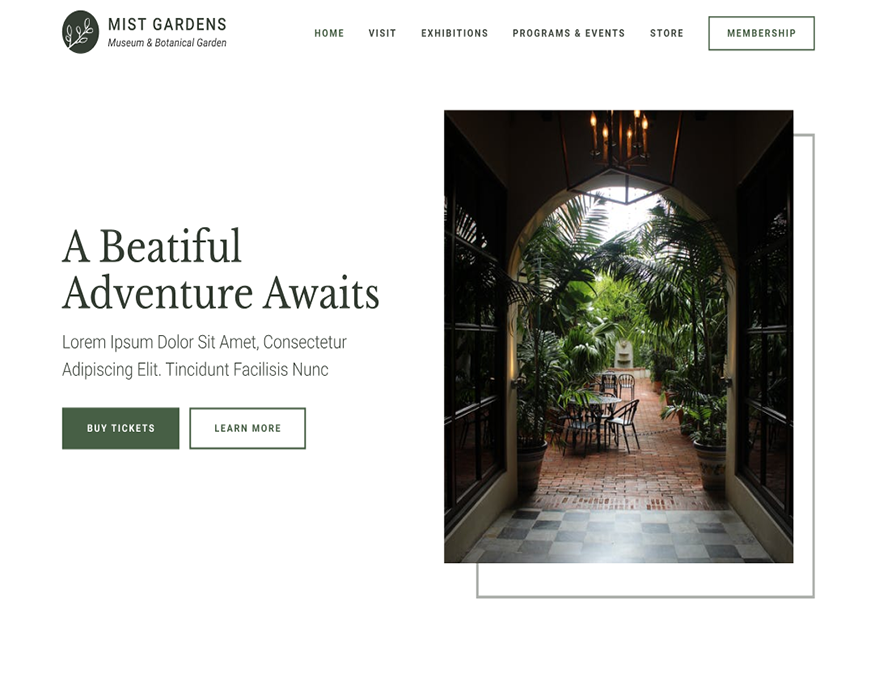 MIST GARDENS
Museum & Botanical Garden
HOME VISIT EXHIBITIONS PROGRAMS & EVENTS STORE MEMBERSHIP
A Beatiful
Adventure Awaits
Lorem Ipsum Dolor Sit Amet, Consectetur
Adipiscing Elit. Tincidunt Facilisis Nunc
BUY TICKETS LEARN MORE